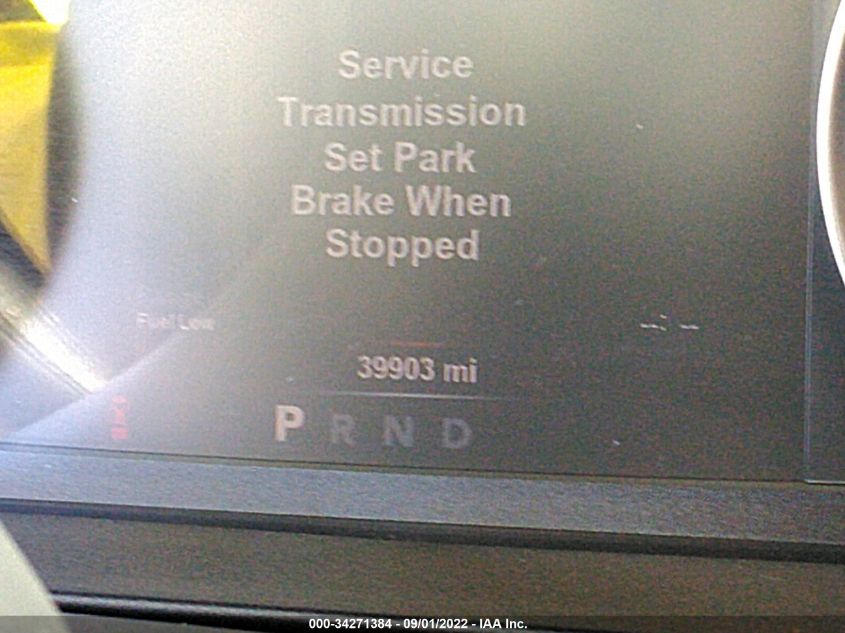 Service
Transmission
Set Park
Brake When
Stopped
Fuel Low
--:--
39903 mi
P R N D
000-34271384 - 09/01/2022 - IAA Inc.